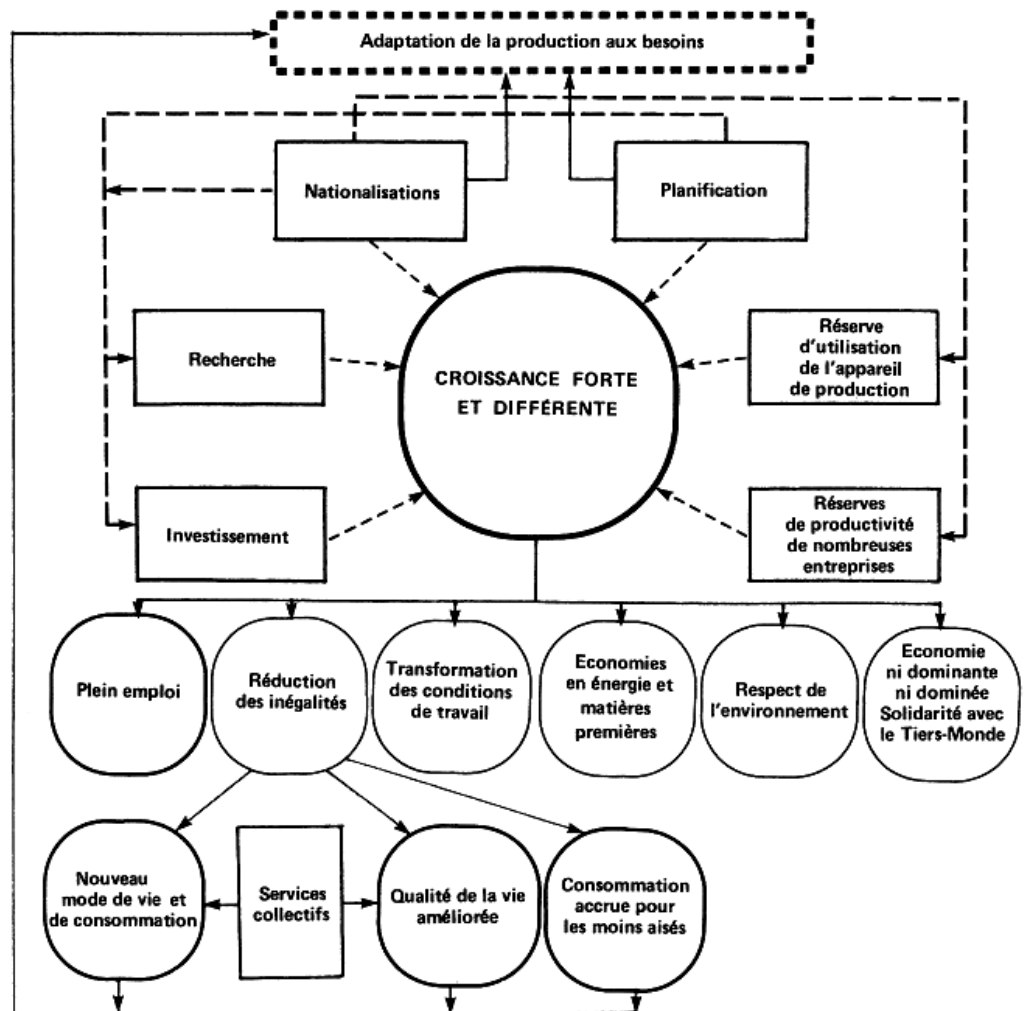 Adaptation de la production aux besoins
Nationalisations
Planification
Recherche
CROISSANCE FORTE
ET DIFFÉRENTE
Réserve
d'utilisation
de l'appareil
de production
Investissement
Réserves
de productivité
de nombreuses
entreprises
Plein emploi
Réduction
des inégalités
Transformation
des conditions
de travail
Economies
en énergie et
matières
premières
Respect de
l'environnement
Economie
ni dominante
ni dominée
Solidarité avec
le Tiers-Monde
Nouveau
mode de vie et
de consommation
Services
collectifs
Qualité de la vie
améliorée
Consommation
accrue pour
les moins aisés